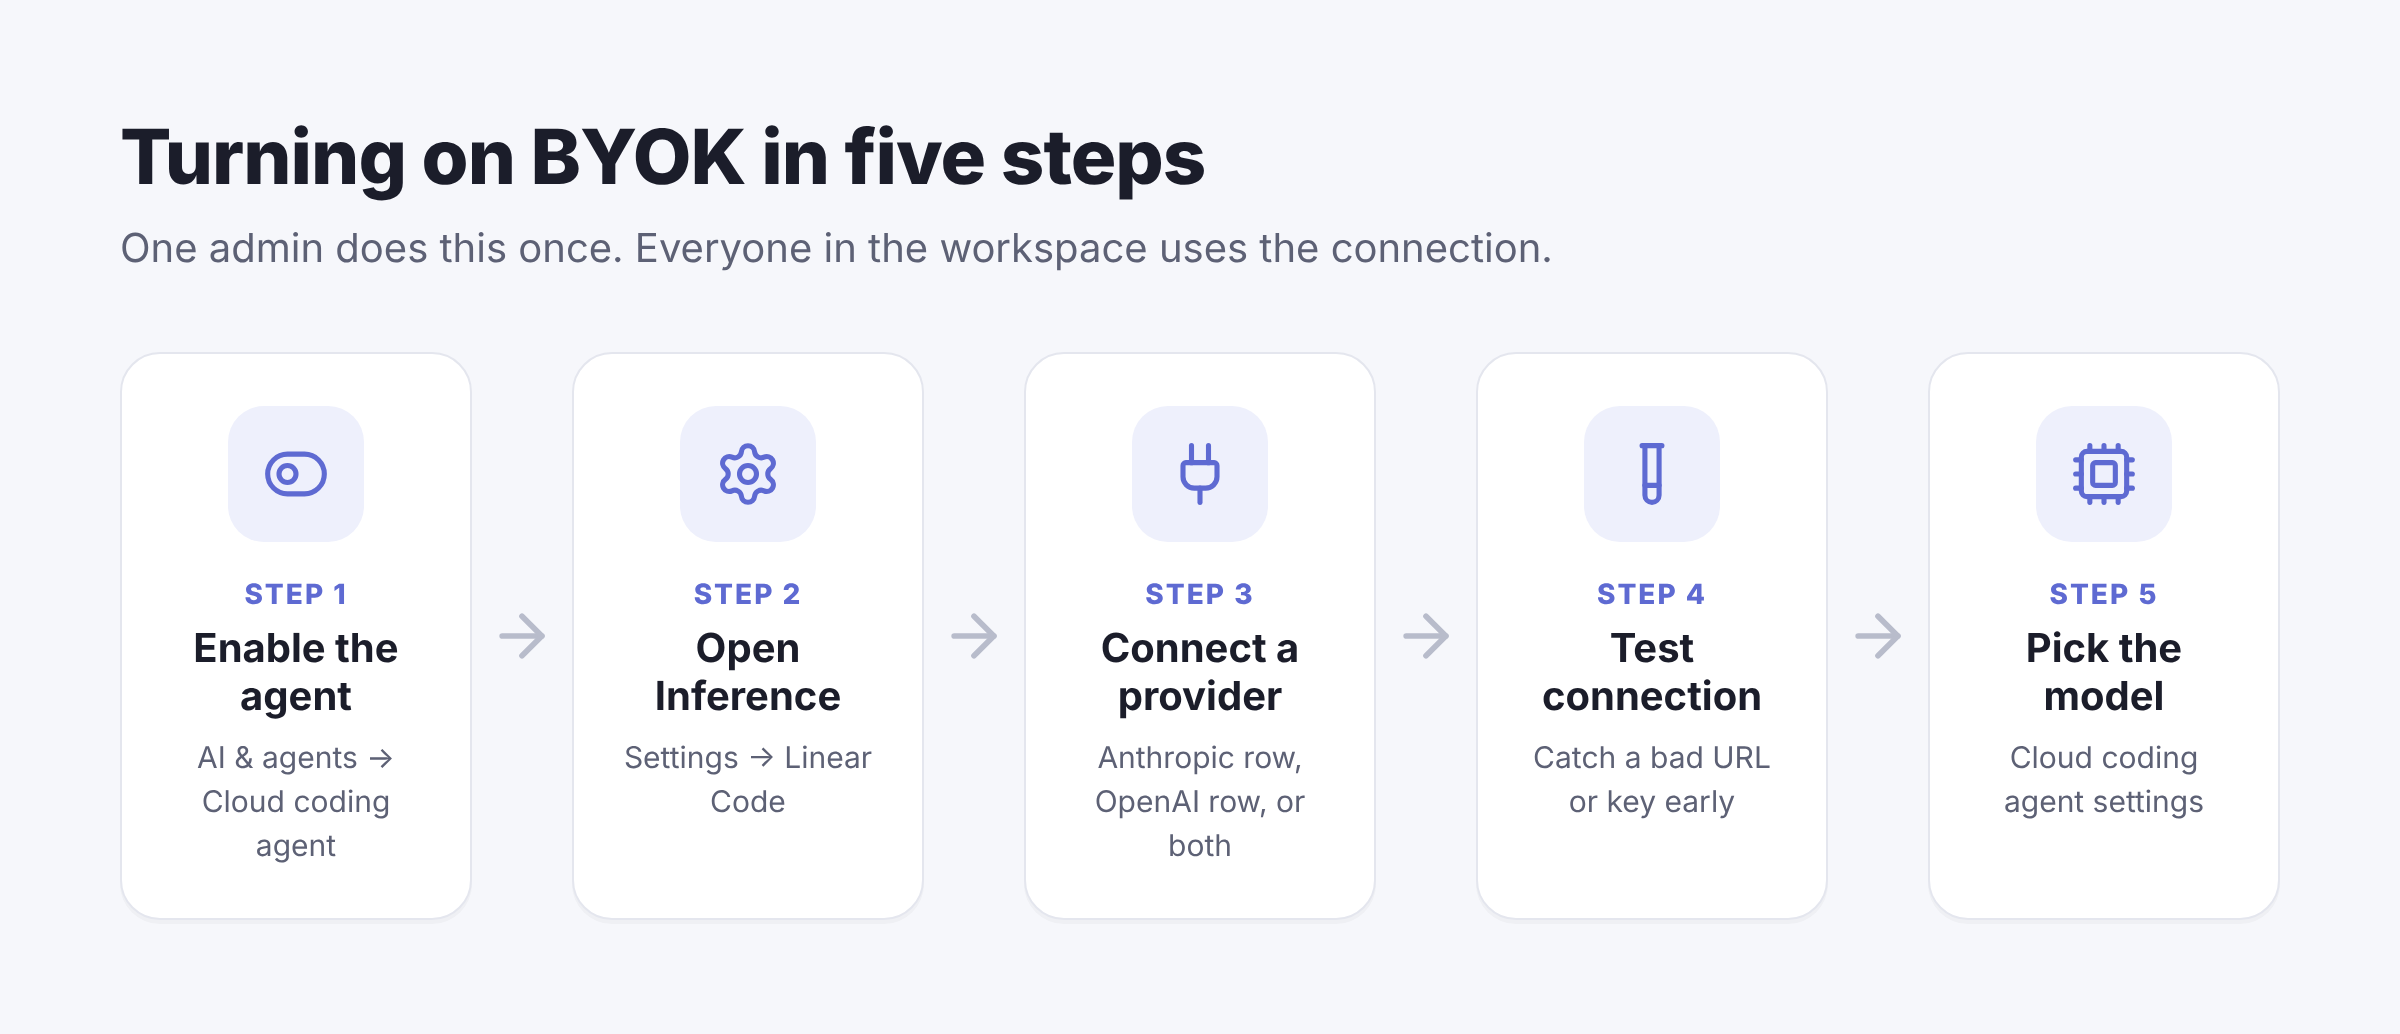 Turning on BYOK in five steps
One admin does this once. Everyone in the workspace uses the connection.
STEP 1
Enable the
agent
AI & agents →
Cloud coding
agent
STEP 2
Open
Inference
Settings → Linear
Code
STEP 3
Connect a
provider
Anthropic row,
OpenAI row, or
both
STEP 4
Test
connection
Catch a bad URL
or key early
STEP 5
Pick the
model
Cloud coding
agent settings